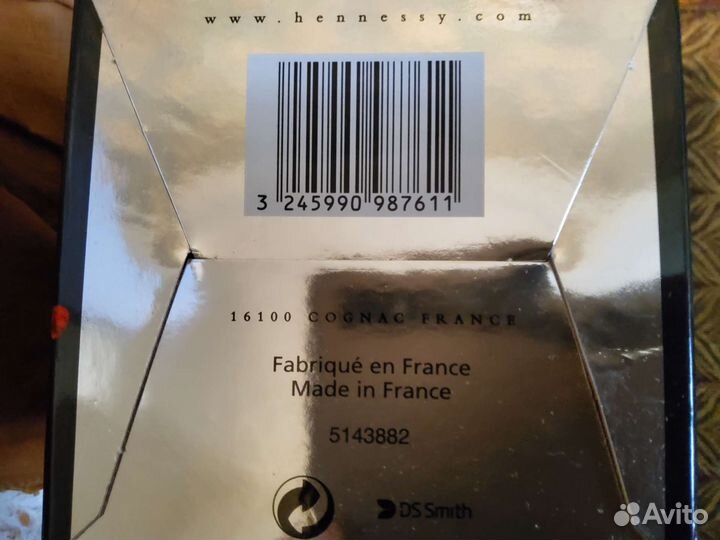 www.hennessy.com
3 245990 987611
16100 COGNAC FRANCE
Fabriqué en France
Made in France
5143882
DS Smith
Avito